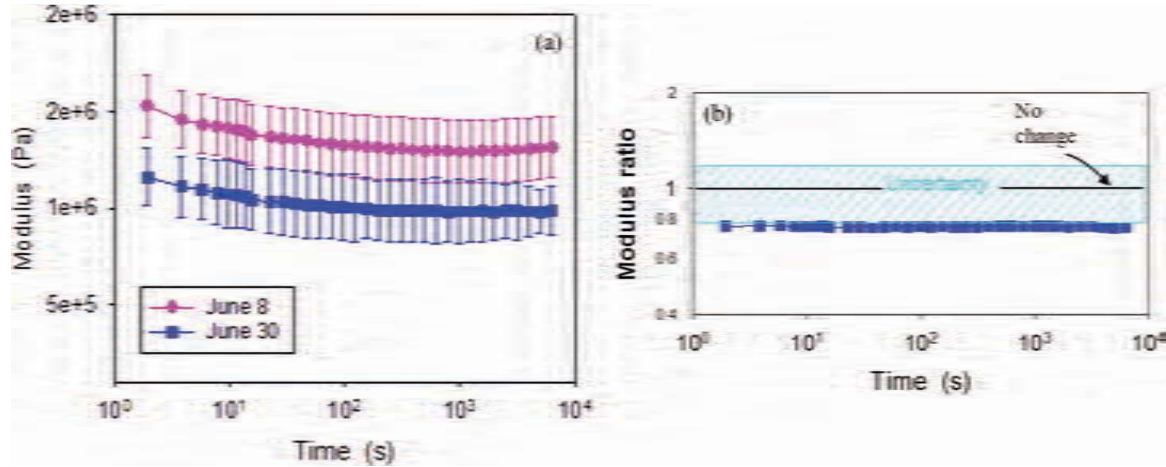 2e+6
(a)
2e+6
1e+6
5e+5
Modulus (Pa)
June 8
June 30
10⁰
10¹
10²
10³
10⁴
Time (s)
2
(b)
No
change
1
Uncertainty
0.8
0.6
0.4
Modulus ratio
10⁰
10¹
10²
10³
10⁴
Time (s)